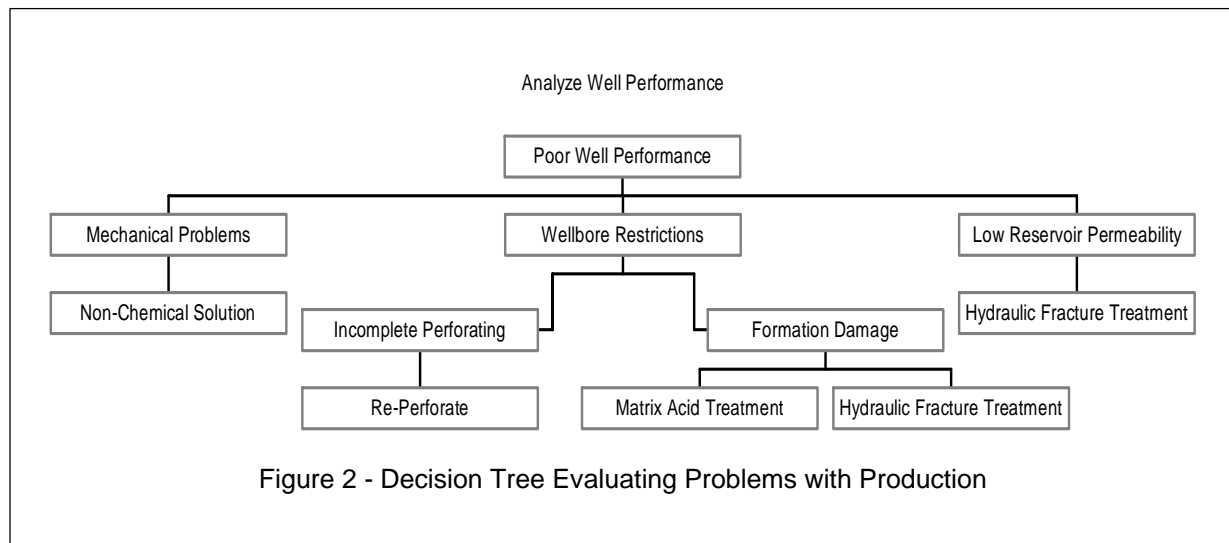 Analyze Well Performance
Poor Well Performance
Mechanical Problems
Wellbore Restrictions
Low Reservoir Permeability
Non-Chemical Solution
Hydraulic Fracture Treatment
Incomplete Perforating
Formation Damage
Re-Perforate
Matrix Acid Treatment
Hydraulic Fracture Treatment
Figure 2 - Decision Tree Evaluating Problems with Production